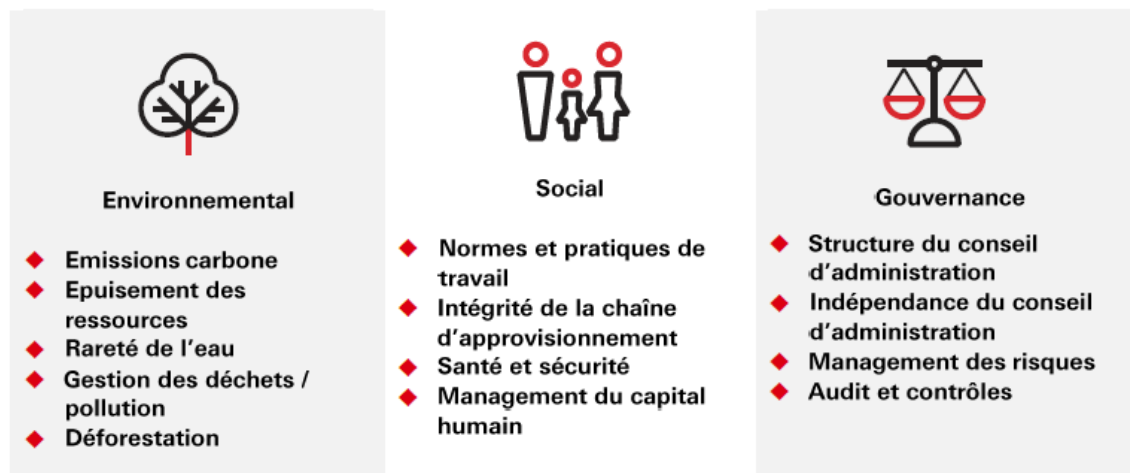 Environnemental
Emissions carbone
Epuisement des
ressources
Rareté de l'eau
Gestion des déchets /
pollution
Déforestation
Social
Normes et pratiques de
travail
Intégrité de la chaîne
d'approvisionnement
Santé et sécurité
Management du capital
humain
Gouvernance
Structure du conseil
d'administration
Indépendance du conseil
d'administration
Management des risques
Audit et contrôles